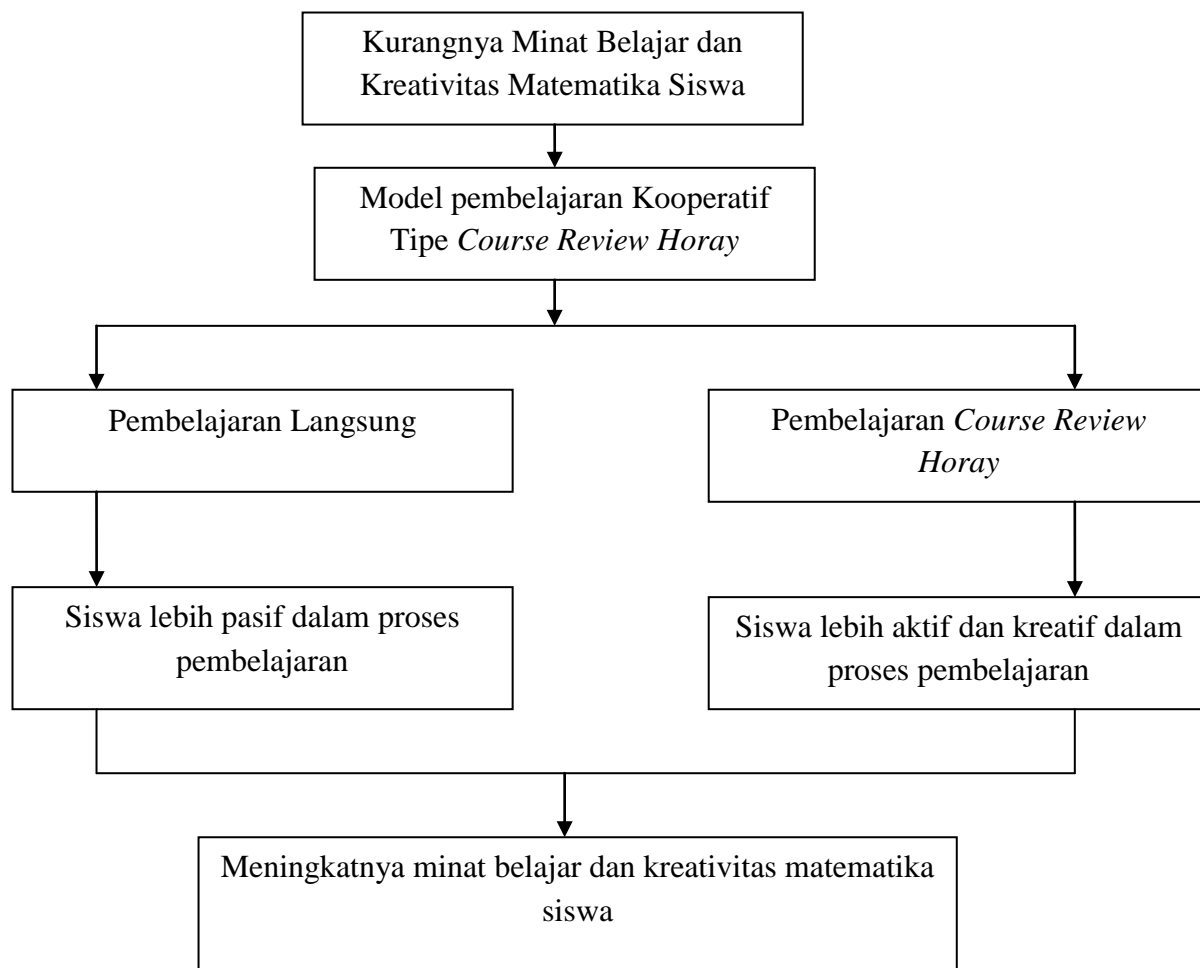 Kurangnya Minat Belajar dan
Kreativitas Matematika Siswa
Model pembelajaran Kooperatif
Tipe Course Review Horay
Pembelajaran Langsung
Pembelajaran Course Review
Horay
Siswa lebih pasif dalam proses
pembelajaran
Siswa lebih aktif dan kreatif dalam
proses pembelajaran
Meningkatnya minat belajar dan kreativitas matematika
siswa